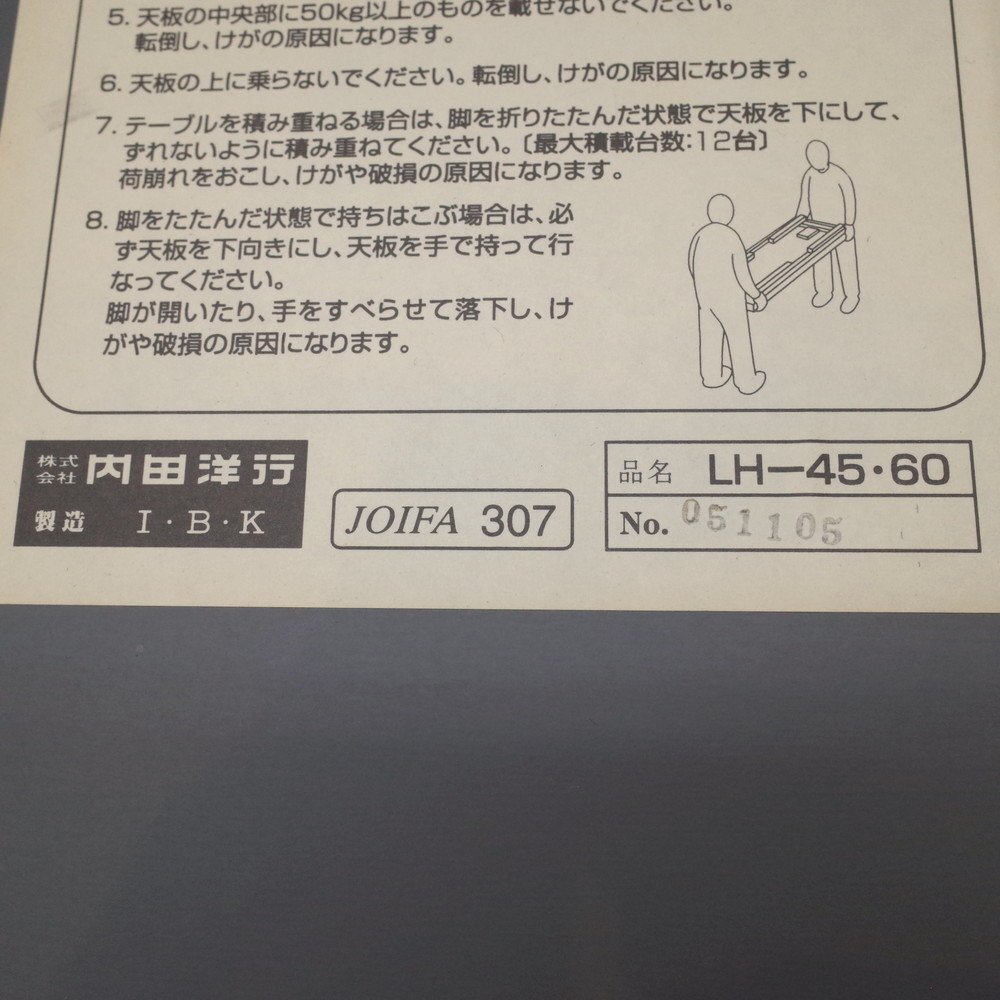 5. 天板の中央部に50kg以上のものを載せないでください。
転倒し、けがの原因になります。
6. 天板の上に乗らないでください。転倒し、けがの原因になります。
7. テーブルを積み重ねる場合は、脚を折りたたんだ状態で天板を下にして、
ずれないように積み重ねてください。〔最大積載台数:12台〕
荷崩れをおこし、けがや破損の原因になります。
8. 脚をたたんだ状態で持ちはこぶ場合は、必
ず天板を下向きにし、天板を手で持って行
なってください。
脚が開いたり、手をすべらせて落下し、け
がや破損の原因になります。
株式会社 内田洋行
製造 I・B・K
JOIFA 307
品名 LH—45・60
No. 051105